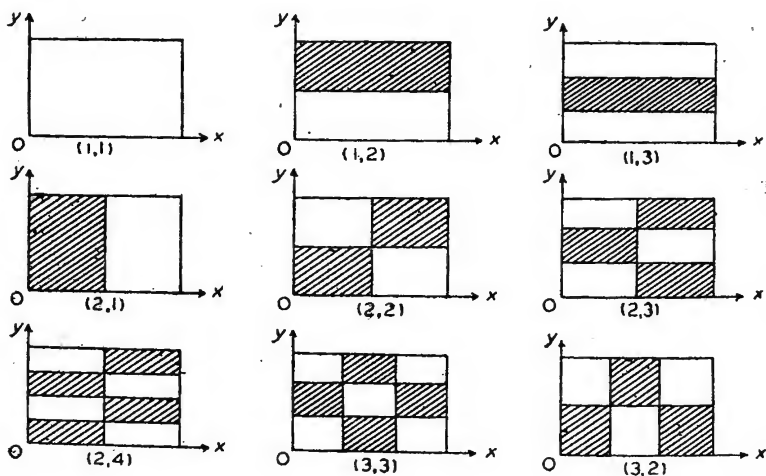 y y y
O (1,1) x O (1,2) x O (1,3) x
y y y
O (2,1) x O (2,2) x O (2,3) x
y y y
O (2,4) x O (3,3) x O (3,2) x